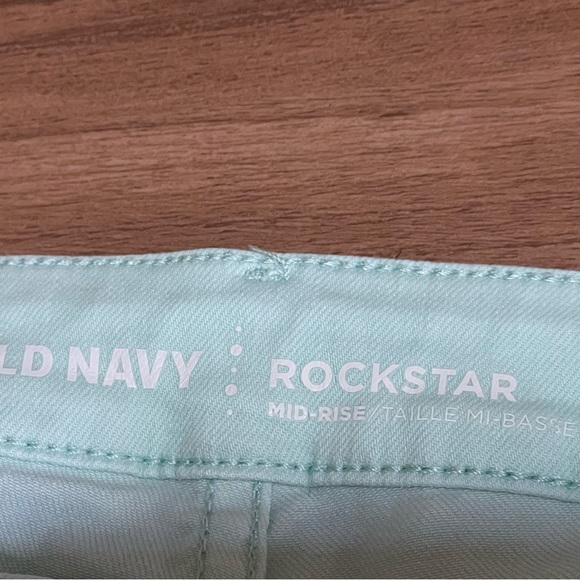 LD NAVY
ROCKSTAR
MID-RISE/TAILLE MI-BASSE